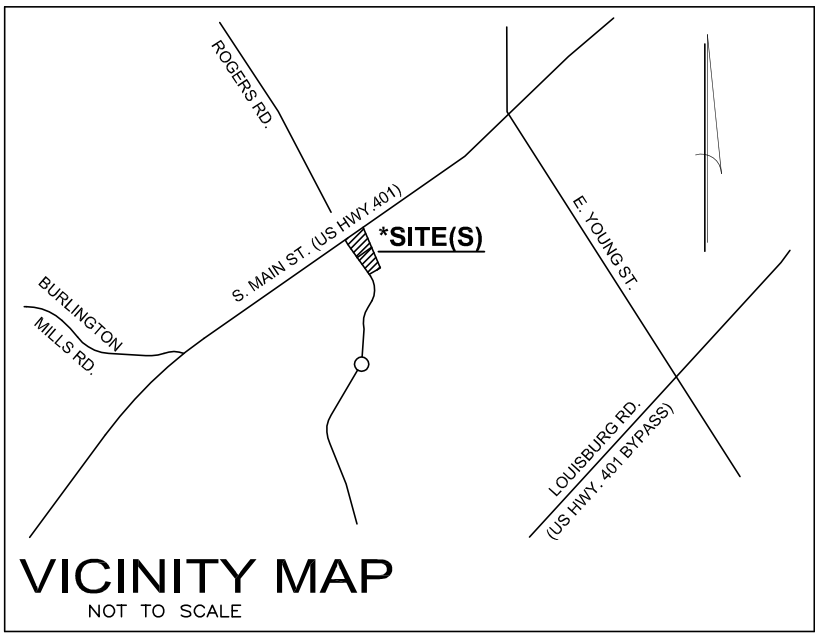 ROGERS RD.
S. MAIN ST. (US HWY.401)
*SITE(S)
E. YOUNG ST.
BURLINGTON
MILLS RD.
LOUISBURG RD.
(US HWY. 401 BYPASS)
VICINITY MAP
NOT TO SCALE